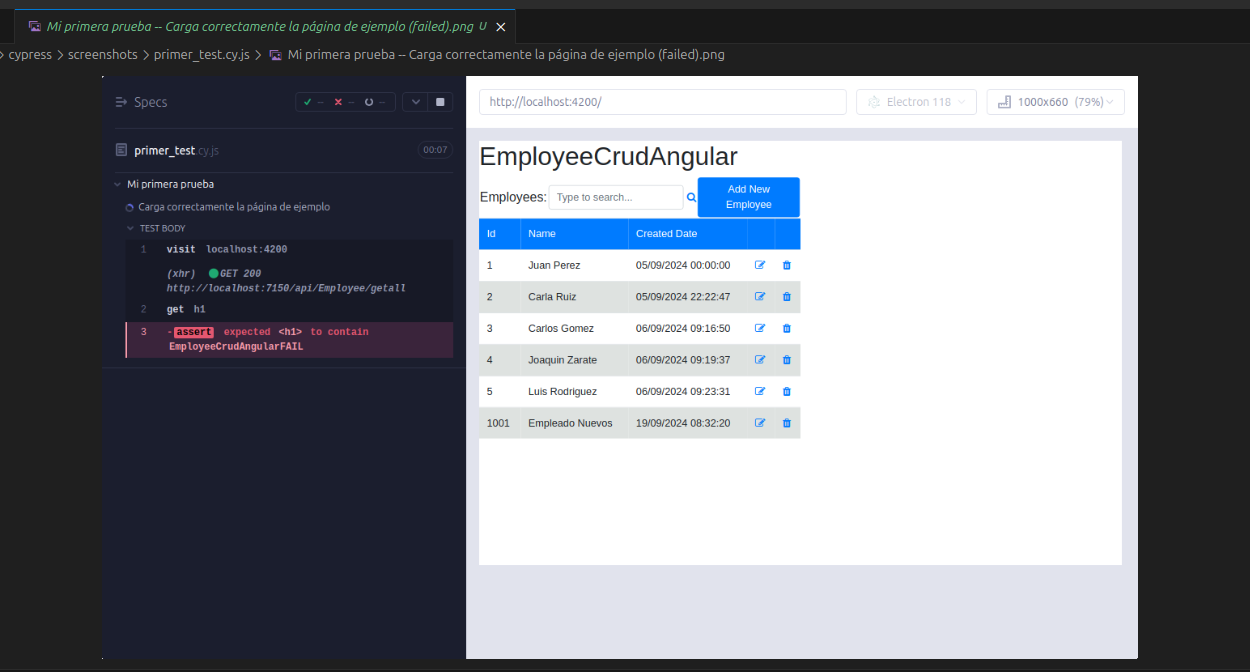 Mi primera prueba -- Carga correctamente la página de ejemplo (failed).png U
cypress > screenshots > primer_test.cy.js > Mi primera prueba -- Carga correctamente la página de ejemplo (failed).png
Specs
-- -- --
http://localhost:4200/
Electron 118
1000x660 (79%)
primer_test.cy.js
00:07
Mi primera prueba
Carga correctamente la página de ejemplo
TEST BODY
1 visit localhost:4200
(xhr) GET 200
http://localhost:7150/api/Employee/getall
2 get h1
3 -assert expected <h1> to contain
EmployeeCrudAngularFAIL
EmployeeCrudAngular
Employees: Type to search...
Add New
Employee
Id Name Created Date
1 Juan Perez 05/09/2024 00:00:00
2 Carla Ruiz 05/09/2024 22:22:47
3 Carlos Gomez 06/09/2024 09:16:50
4 Joaquin Zarate 06/09/2024 09:19:37
5 Luis Rodriguez 06/09/2024 09:23:31
1001 Empleado Nuevos 19/09/2024 08:32:20